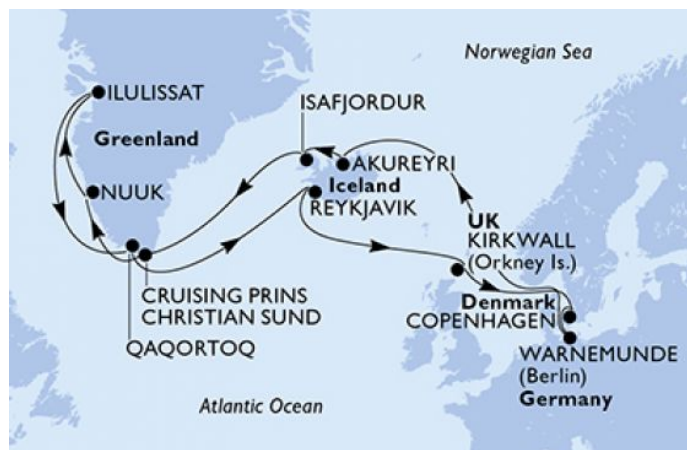 Norwegian Sea
ISAFJORDUR
ILULISSAT
Greenland
AKUREYRI
Iceland
REYKJAVIK
NUUK
UK
KIRKWALL
(Orkney Is.)
CRUISING PRINS
CHRISTIAN SUND
Denmark
COPENHAGEN
QAQORTOQ
WARNEMUNDE
(Berlin)
Germany
Atlantic Ocean